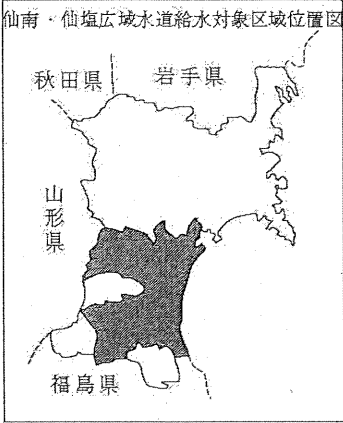 仙南・仙塩広域水道給水対象区域位置図
秋田県
岩手県
山形県
福島県